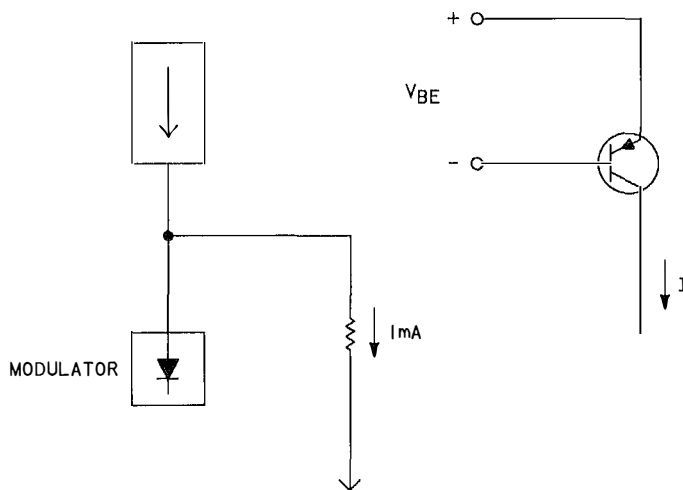 +
V_BE
-
I
1mA
MODULATOR